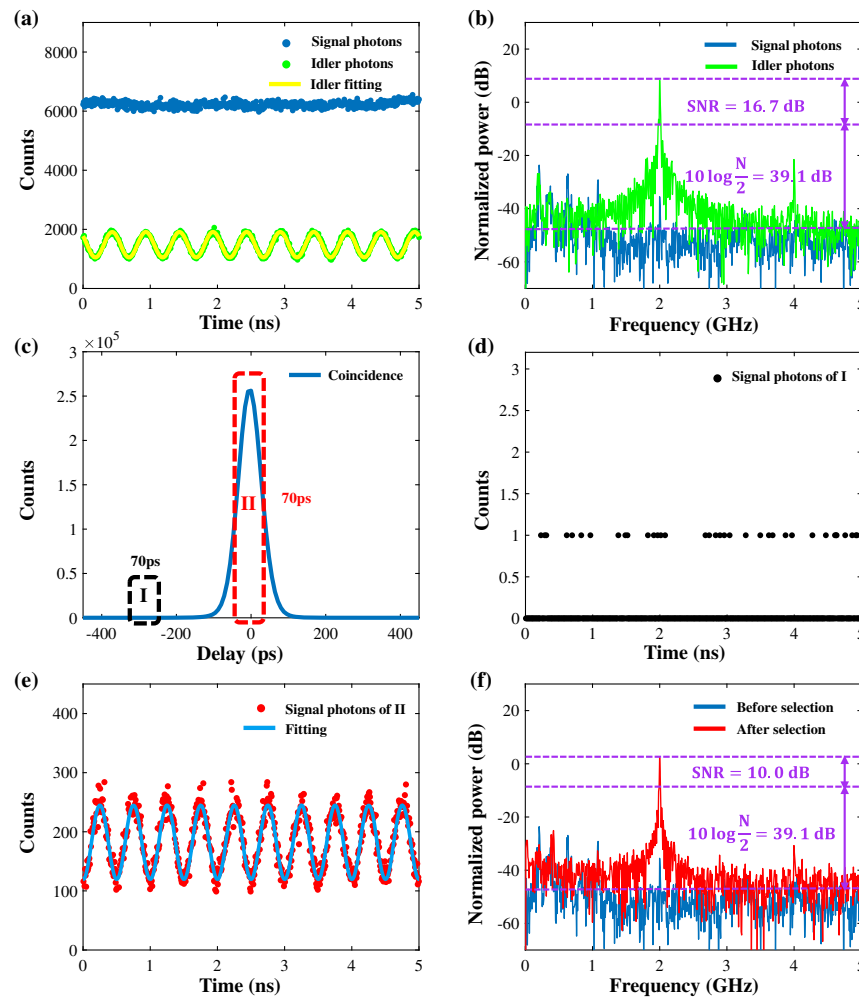 (a)
8000
6000
4000
2000
0
Counts
Signal photons
Idler photons
Idler fitting
0 1 2 3 4 5
Time (ns)
(b)
20
0
-20
-40
-60
Normalized power (dB)
Signal photons
Idler photons
SNR = 16.7 dB
10 log N/2 = 39.1 dB
0 1 2 3 4 5
Frequency (GHz)
(c)
×10⁵
3
2.5
2
1.5
1
0.5
0
Counts
Coincidence
II
70ps
70ps
I
-400 -200 0 200 400
Delay (ps)
(d)
3
2.5
2
1.5
1
0.5
0
Counts
Signal photons of I
0 1 2 3 4 5
Time (ns)
(e)
400
300
200
100
0
Counts
Signal photons of II
Fitting
0 1 2 3 4 5
Time (ns)
(f)
20
0
-20
-40
-60
Normalized power (dB)
Before selection
After selection
SNR = 10.0 dB
10 log N/2 = 39.1 dB
0 1 2 3 4 5
Frequency (GHz)